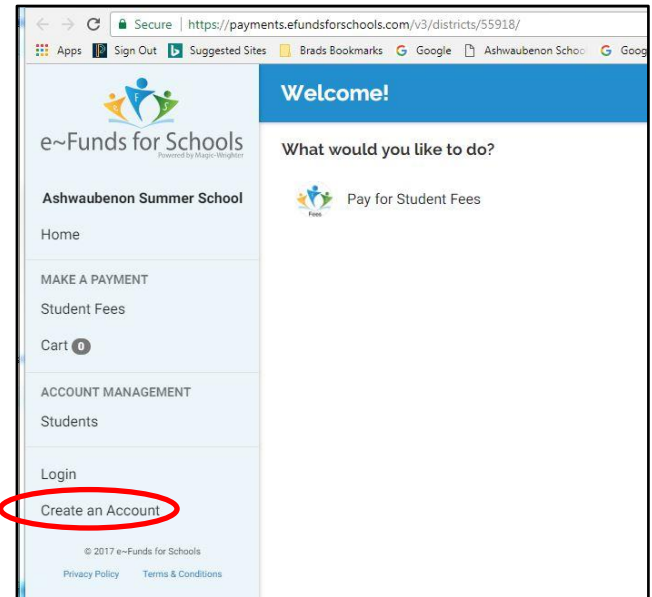 Secure | https://payments.efundsforschools.com/v3/districts/55918/
Apps Sign Out Suggested Sites Brads Bookmarks Google Ashwaubenon Schoo Goog
e F S
e~Funds for Schools
Powered by Magic-Wrighter
Ashwaubenon Summer School
Home
MAKE A PAYMENT
Student Fees
Cart 0
ACCOUNT MANAGEMENT
Students
Login
Create an Account
© 2017 e~Funds for Schools
Privacy Policy Terms & Conditions
Welcome!
What would you like to do?
Pay for Student Fees
Fees